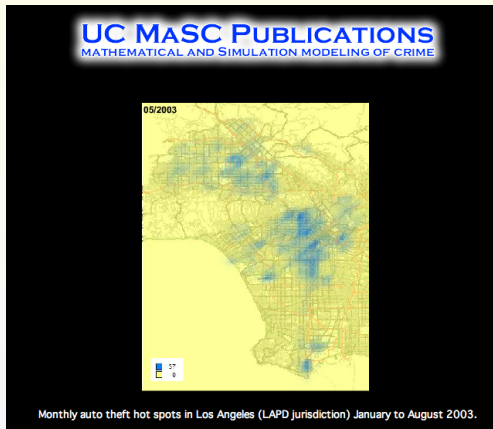 UC MaSC Publications
Mathematical and Simulation modeling of crime
05/2003
57
0
Monthly auto theft hot spots in Los Angeles (LAPD jurisdiction) January to August 2003.